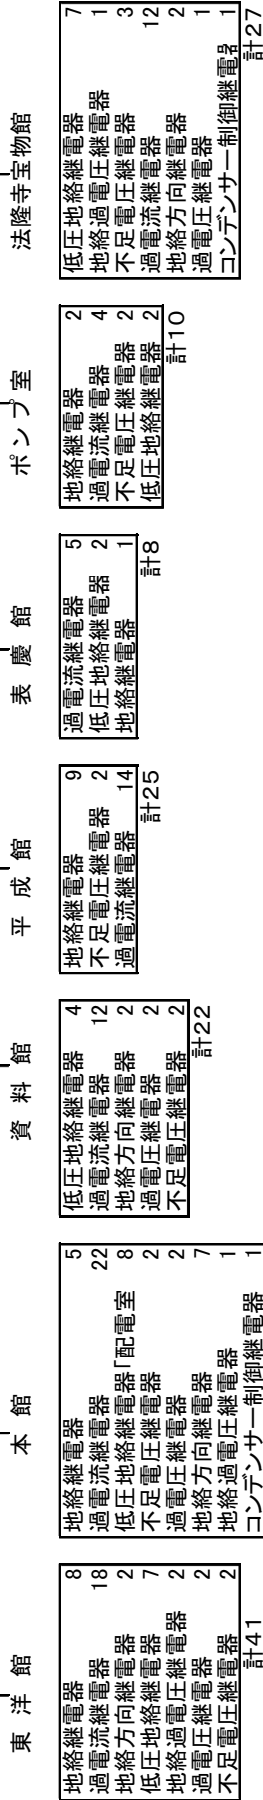 東洋館
地絡継電器 8
過電流継電器 18
地絡方向継電器 2
低圧地絡継電器 7
地絡過電圧継電器 2
過電圧継電器 2
不足電圧継電器 2
計41
本館
地絡継電器 5
過電流継電器 22
低圧地絡継電器「配電室 8
不足電圧継電器 2
過電圧継電器 2
地絡方向継電器 7
地絡過電圧継電器 1
コンデンサー制御継電器 1
資料館
低圧地絡継電器 4
過電流継電器 12
地絡方向継電器 2
過電圧継電器 2
不足電圧継電器 2
計22
平成館
地絡継電器 9
不足電圧継電器 2
過電流継電器 14
計25
表慶館
過電流継電器 5
低圧地絡継電器 2
地絡継電器 1
計8
ポンプ室
地絡継電器 2
過電流継電器 4
不足電圧継電器 2
低圧地絡継電器 2
計10
法隆寺宝物館
低圧地絡継電器 7
地絡過電圧継電器 1
不足電圧継電器 3
過電流継電器 12
地絡方向継電器 2
過電圧継電器 1
コンデンサー制御継電器 1
計27